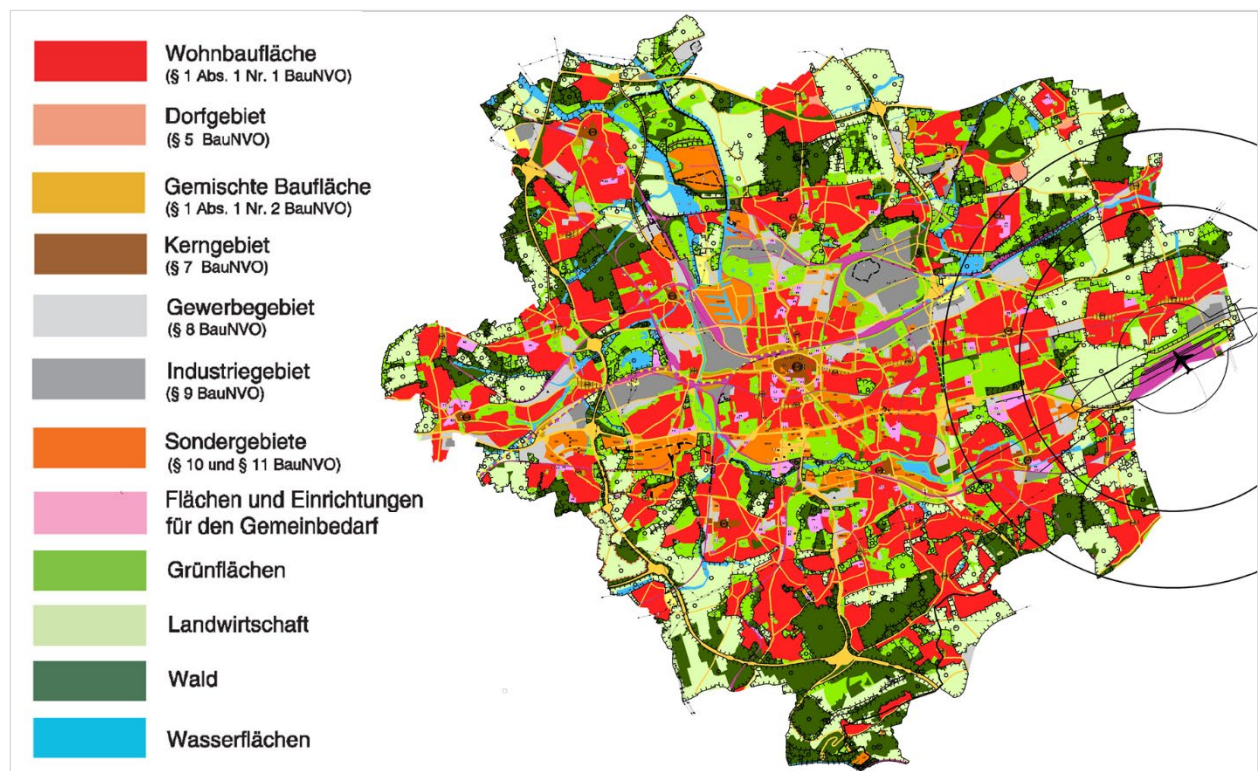 Wohnbaufläche
(§ 1 Abs. 1 Nr. 1 BauNVO)
Dorfgebiet
(§ 5 BauNVO)
Gemischte Baufläche
(§ 1 Abs. 1 Nr. 2 BauNVO)
Kerngebiet
(§ 7 BauNVO)
Gewerbegebiet
(§ 8 BauNVO)
Industriegebiet
(§ 9 BauNVO)
Sondergebiete
(§ 10 und § 11 BauNVO)
Flächen und Einrichtungen
für den Gemeinbedarf
Grünflächen
Landwirtschaft
Wald
Wasserflächen